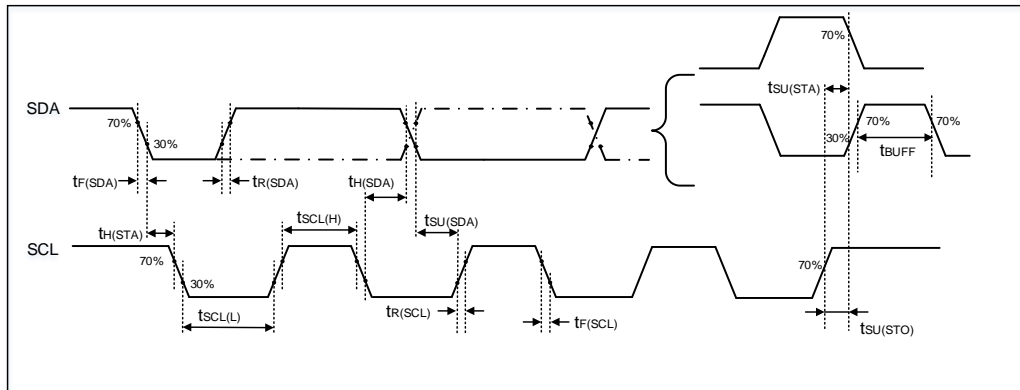 70%
tSU(STA)
SDA
70%
30%
30%
70%
70%
tBUFF
tF(SDA)
tR(SDA)
tH(SDA)
tH(STA)
tSCL(H)
tSU(SDA)
SCL
70%
30%
70%
tSCL(L)
tR(SCL)
tF(SCL)
tSU(STO)